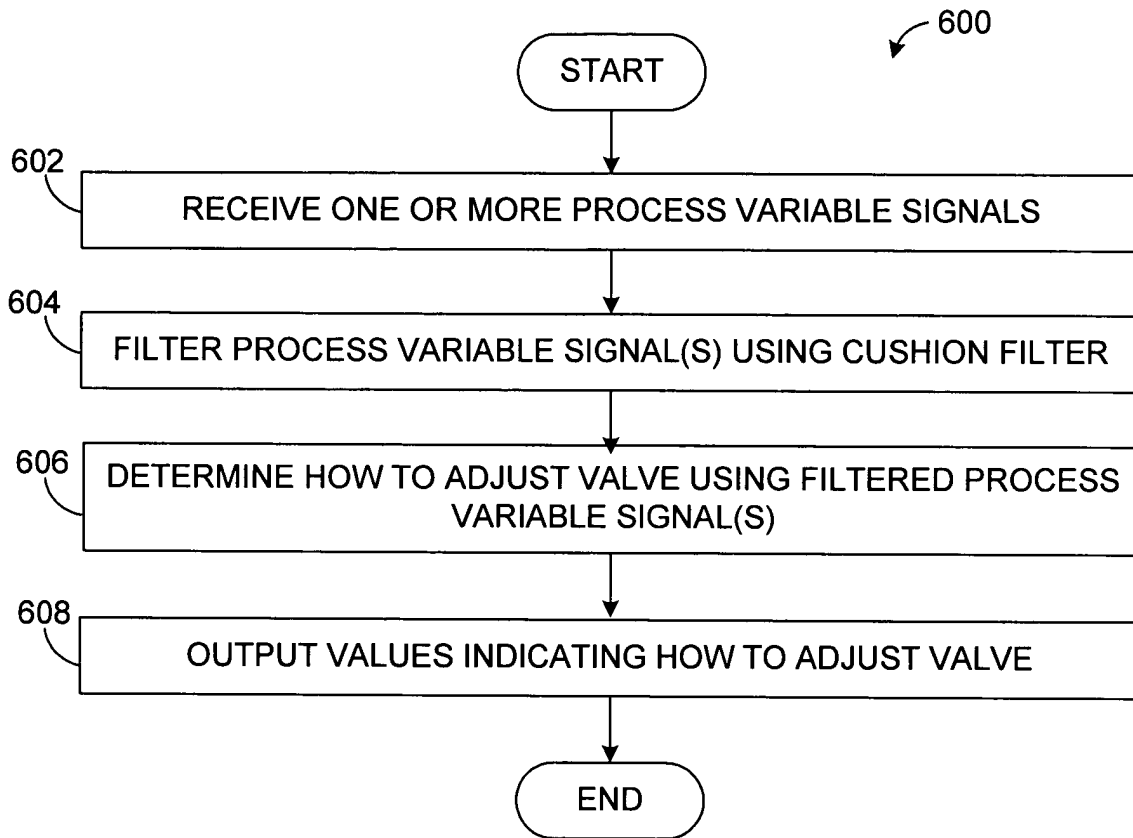 600
START
602
RECEIVE ONE OR MORE PROCESS VARIABLE SIGNALS
604
FILTER PROCESS VARIABLE SIGNAL(S) USING CUSHION FILTER
606
DETERMINE HOW TO ADJUST VALVE USING FILTERED PROCESS
VARIABLE SIGNAL(S)
608
OUTPUT VALUES INDICATING HOW TO ADJUST VALVE
END